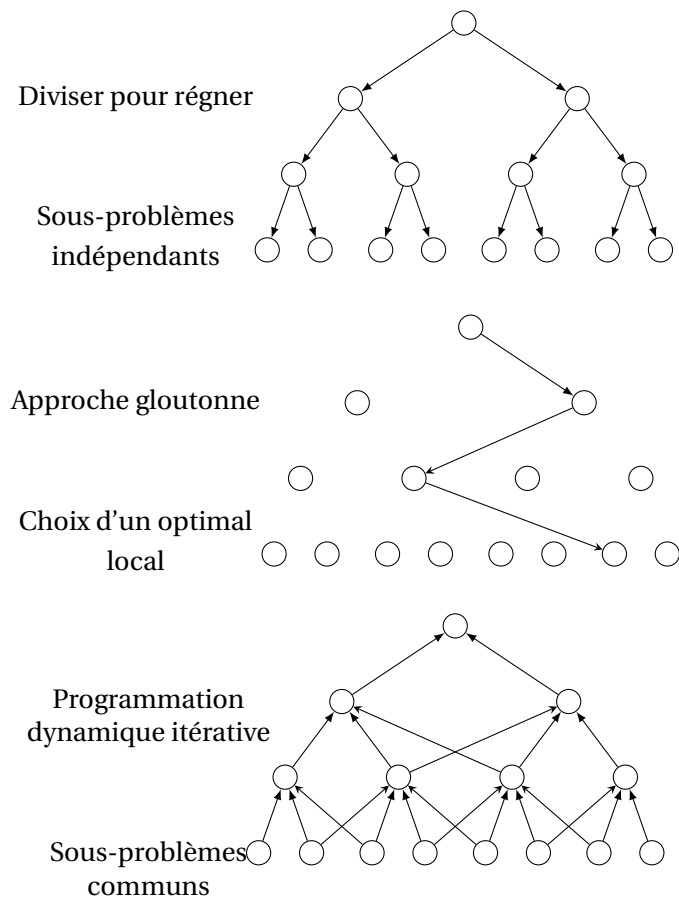 Diviser pour régner
Sous-problèmes
indépendants
Approche gloutonne
Choix d'un optimal
local
Programmation
dynamique itérative
Sous-problèmes
communs